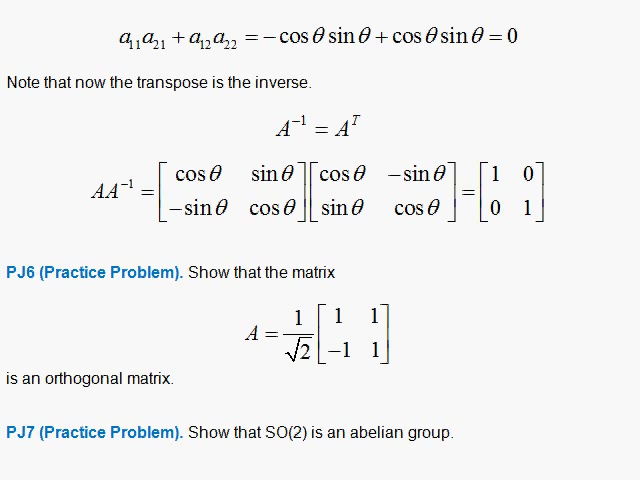 a₁₁a₂₁ + a₁₂a₂₂ = −cos θ sin θ + cos θ sin θ = 0
Note that now the transpose is the inverse.
A⁻¹ = Aᵀ
AA⁻¹ = [cos θ sin θ; −sin θ cos θ] [cos θ −sin θ; sin θ cos θ] = [1 0; 0 1]
PJ6 (Practice Problem). Show that the matrix
A = 1/√2 [1 1; −1 1]
is an orthogonal matrix.
PJ7 (Practice Problem). Show that SO(2) is an abelian group.